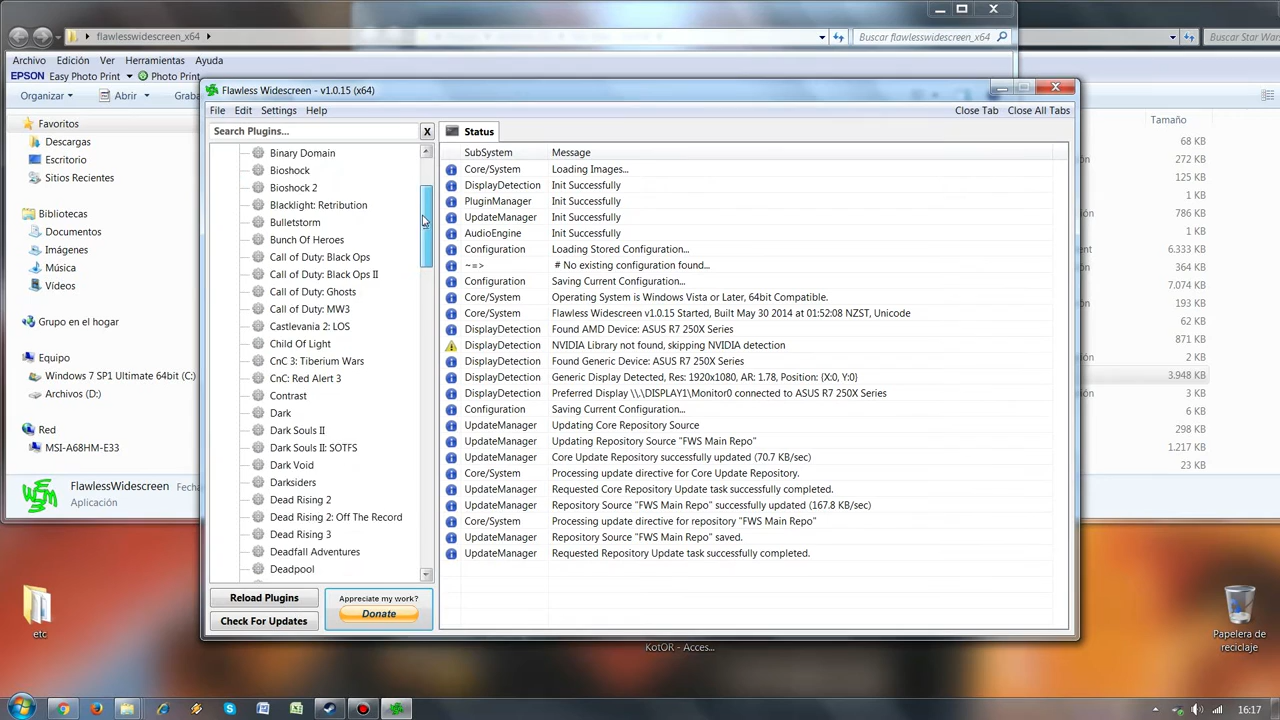 flawlesswidescreen_x64
Buscar flawlesswidescreen_x64
Buscar Star Wars
Archivo Edición Ver Herramientas Ayuda
EPSON Easy Photo Print Photo Print
Organizar Abrir
Favoritos
Descargas
Escritorio
Sitios Recientes
Bibliotecas
Documentos
Imágenes
Música
Vídeos
Grupo en el hogar
Equipo
Windows 7 SP1 Ultimate 64bit (C:)
Archivos (D:)
Red
MSI-A68HM-E33
FlawlessWidescreen
Aplicación
Flawless Widescreen - v1.0.15 (x64)
File Edit Settings Help
Close Tab Close All Tabs
Search Plugins...
X
Binary Domain
Bioshock
Bioshock 2
Blacklight: Retribution
Bulletstorm
Bunch Of Heroes
Call of Duty: Black Ops
Call of Duty: Black Ops II
Call of Duty: Ghosts
Call of Duty: MW3
Castlevania 2: LOS
Child Of Light
CnC 3: Tiberium Wars
CnC: Red Alert 3
Contrast
Dark
Dark Souls II
Dark Souls II: SOTFS
Dark Void
Darksiders
Dead Rising 2
Dead Rising 2: Off The Record
Dead Rising 3
Deadfall Adventures
Deadpool
Reload Plugins
Check For Updates
Appreciate my work?
Donate
Status
SubSystem Message
Core/System Loading Images...
DisplayDetection Init Successfully
PluginManager Init Successfully
UpdateManager Init Successfully
AudioEngine Init Successfully
Configuration Loading Stored Configuration...
~=> # No existing configuration found...
Configuration Saving Current Configuration...
Core/System Operating System is Windows Vista or Later, 64bit Compatible.
Core/System Flawless Widescreen v1.0.15 Started, Built May 30 2014 at 01:52:08 NZST, Unicode
DisplayDetection Found AMD Device: ASUS R7 250X Series
DisplayDetection NVIDIA Library not found, skipping NVIDIA detection
DisplayDetection Found Generic Device: ASUS R7 250X Series
DisplayDetection Generic Display Detected, Res: 1920x1080, AR: 1.78, Position: {X:0, Y:0}
DisplayDetection Preferred Display \\.\DISPLAY1\Monitor0 connected to ASUS R7 250X Series
Configuration Saving Current Configuration...
UpdateManager Updating Core Repository Source
UpdateManager Updating Repository Source "FWS Main Repo"
UpdateManager Core Update Repository successfully updated (70.7 KB/sec)
Core/System Processing update directive for Core Update Repository.
UpdateManager Requested Core Repository Update task successfully completed.
UpdateManager Repository Source "FWS Main Repo" successfully updated (167.8 KB/sec)
Core/System Processing update directive for repository "FWS Main Repo"
UpdateManager Repository Source "FWS Main Repo" saved.
UpdateManager Requested Repository Update task successfully completed.
Tamaño
68 KB
272 KB
125 KB
786 KB
6.333 KB
364 KB
7.074 KB
193 KB
62 KB
871 KB
2 KB
3.948 KB
6 KB
298 KB
1.217 KB
23 KB
etc
KotOR - Acces...
Papelera de
reciclaje
16:17